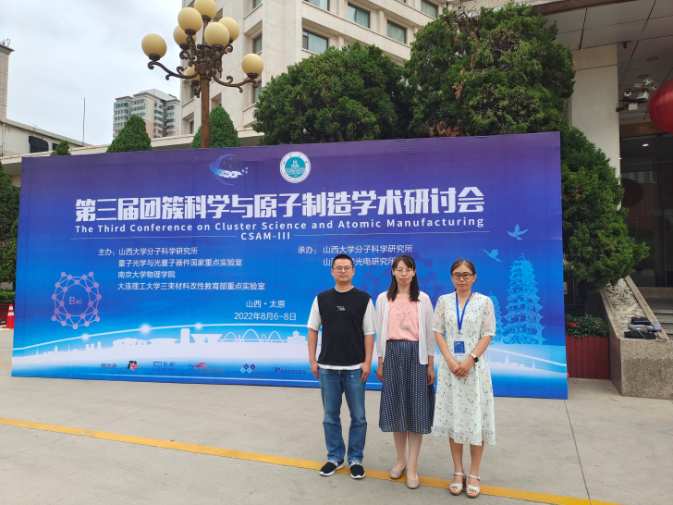 第三届团簇科学与原子制造学术研讨会
The Third Conference on Cluster Science and Atomic Manufacturing
CSAM-III
主办：山西大学分子科学研究所
量子光学与光量子器件国家重点实验室
南京大学物理学院
大连理工大学三束材料改性教育部重点实验室
承办：山西大学分子科学研究所
光电研究所
山西·太原
2022年8月6-8日
B40